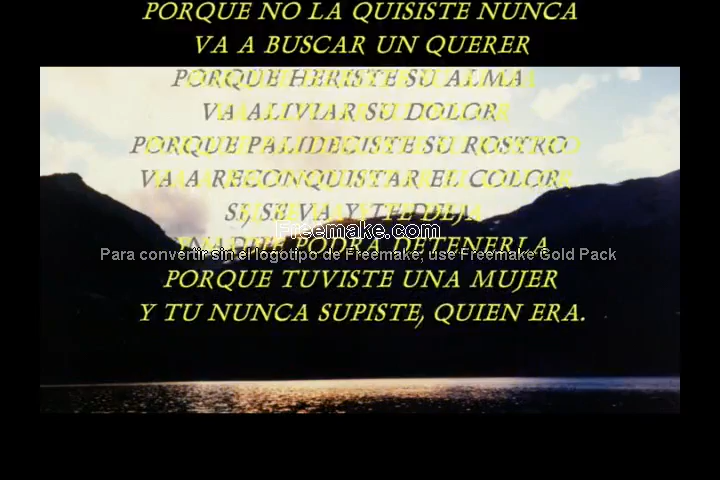 PORQUE NO LA QUISISTE NUNCA
VA A BUSCAR UN QUERER
PORQUE HERISTE SU ALMA
VA ALIVIAR SU DOLOR
PORQUE PALIDECISTE SU ROSTRO
VA A RECONQUISTAR EL COLOR
SI, SE VA Y TE DEJA
Freemake.com
NADIE PODRÁ DETENERLA
Para convertir sin el logotipo de Freemake, use Freemake Gold Pack
PORQUE TUVISTE UNA MUJER
Y TU NUNCA SUPISTE, QUIEN ERA.